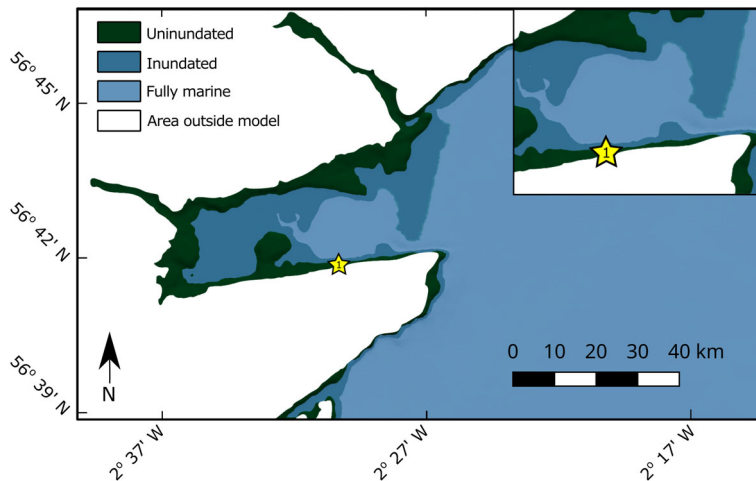 Uninundated
Inundated
Fully marine
Area outside model
56° 45' N
56° 42' N
56° 39' N
1
1
N
0 10 20 30 40 km
2° 37' W
2° 27' W
2° 17' W